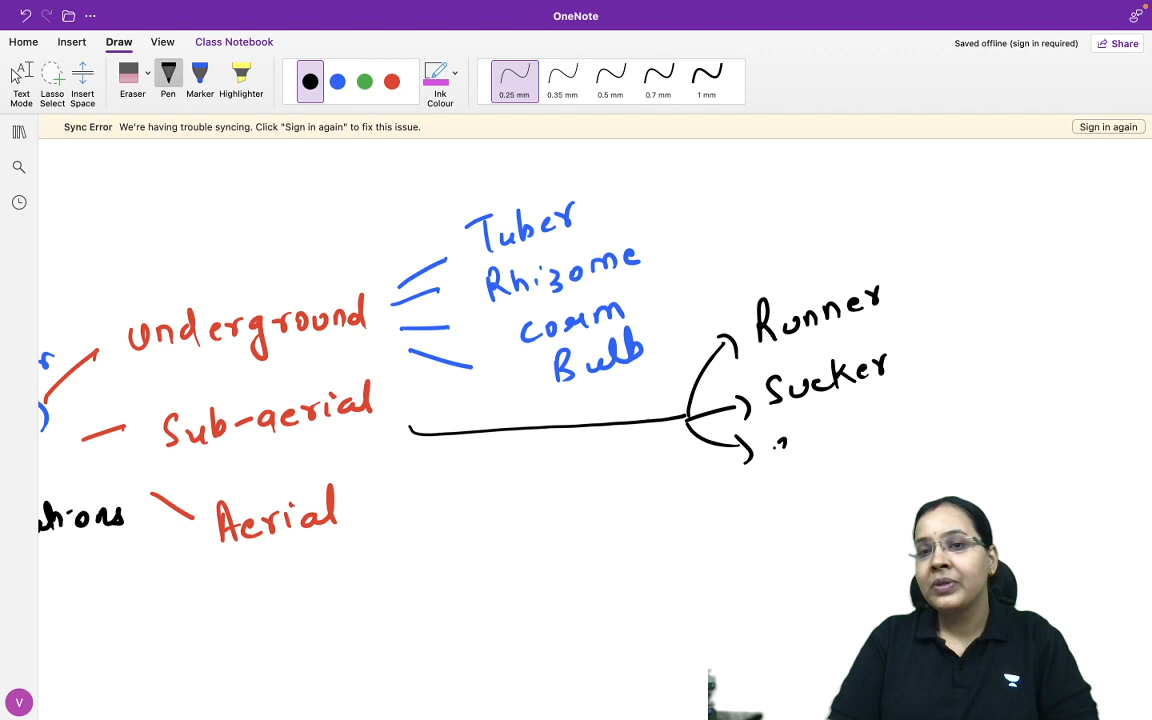 OneNote
Home Insert Draw View Class Notebook
Saved offline (sign in required) Share
Text Mode
Lasso Select
Insert Space
Eraser
Pen
Marker
Highlighter
Ink Colour
0.25 mm 0.35 mm 0.5 mm 0.7 mm 1 mm
Sync Error We're having trouble syncing. Click "Sign in again" to fix this issue. Sign in again
Tuber
Rhizome
Corm
Bulb
underground
Sub-aerial
Aerial
Runner
Sucker
V